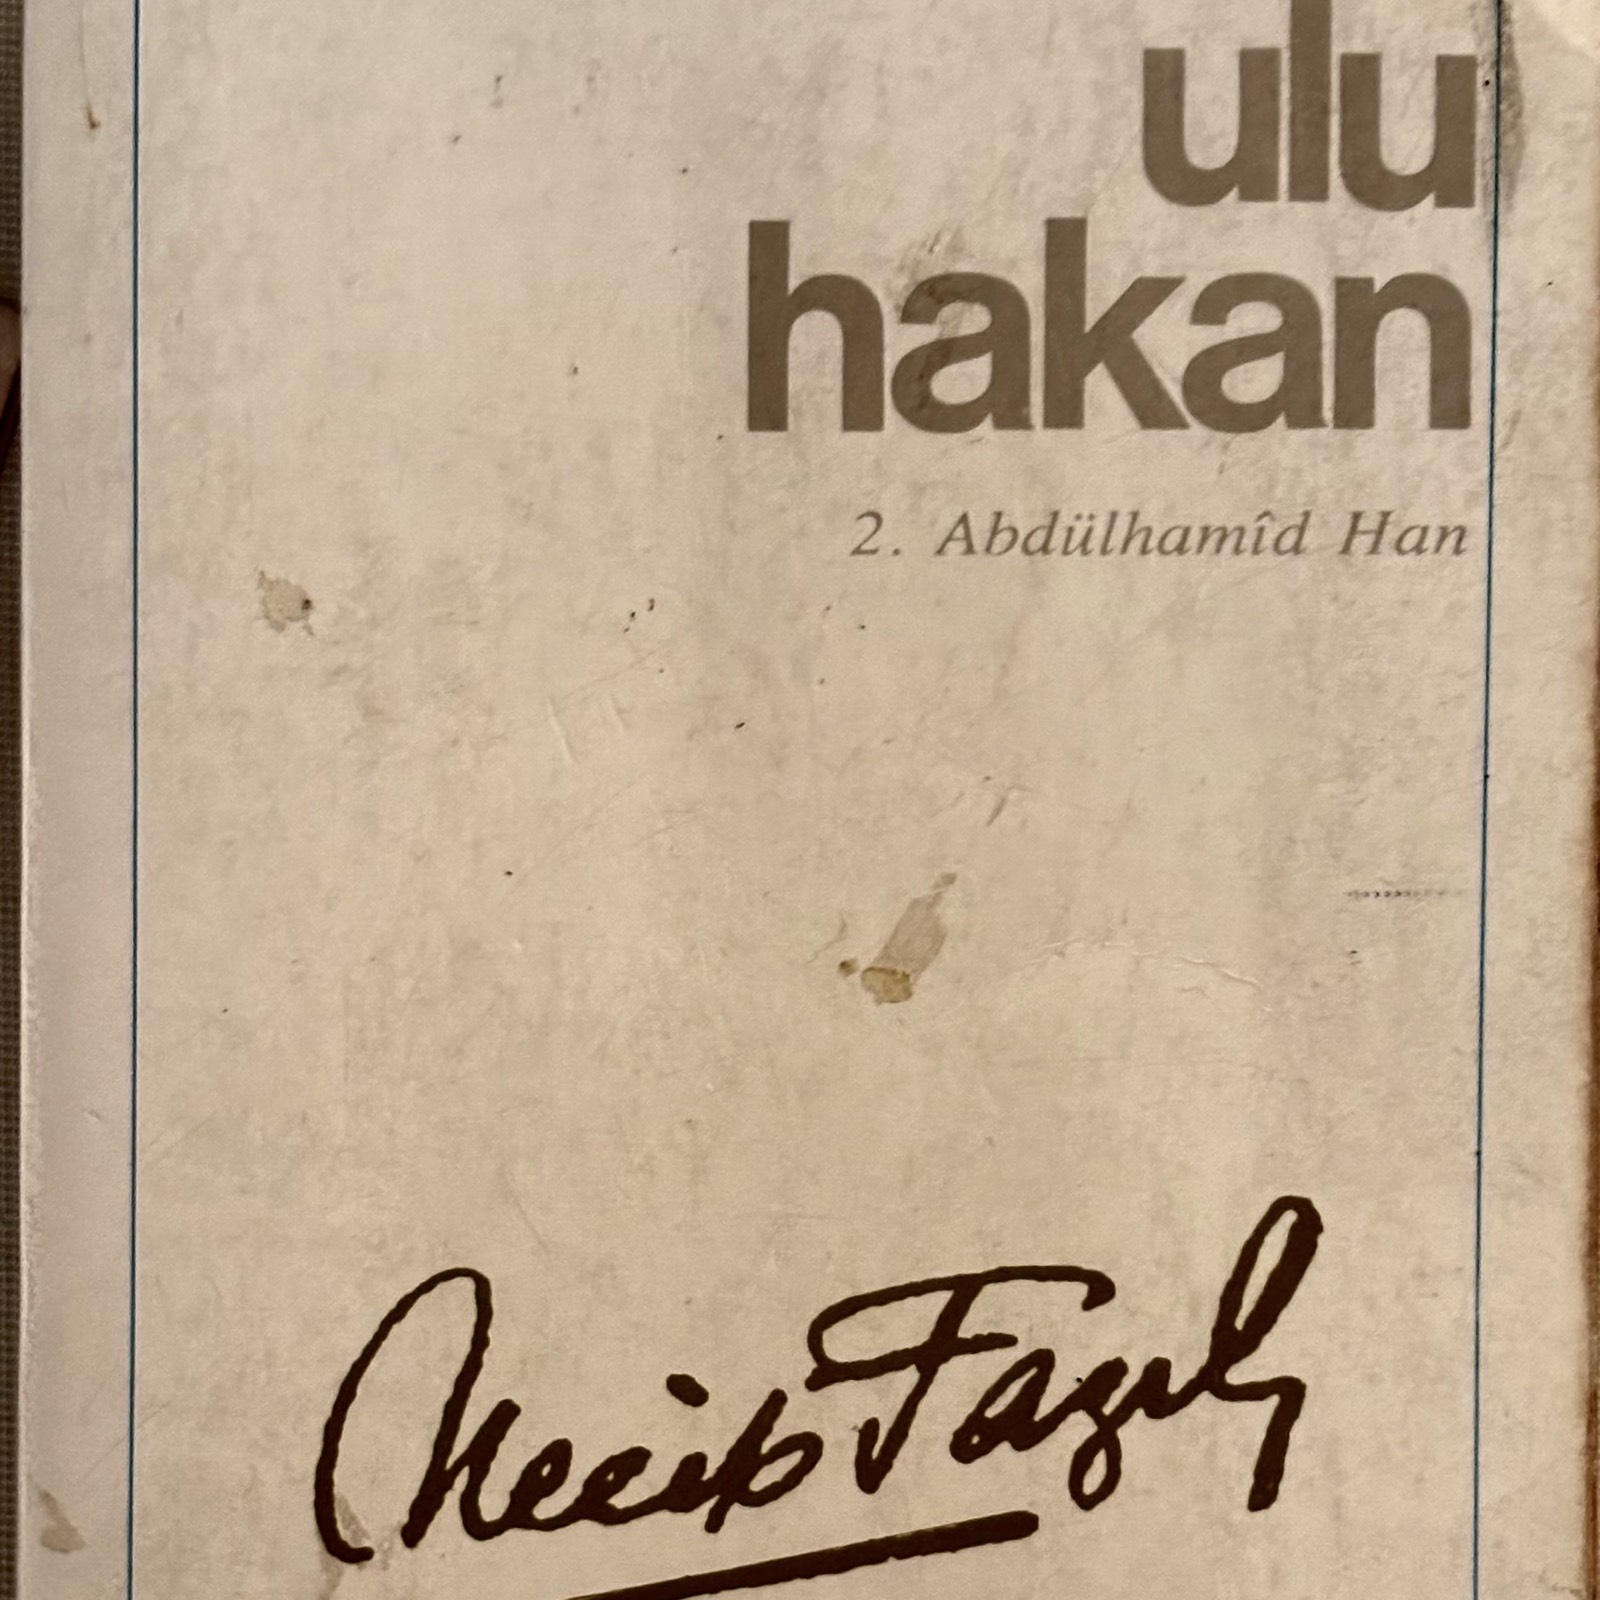 ulu
hakan
2. Abdülhamîd Han
Necip Fazıl